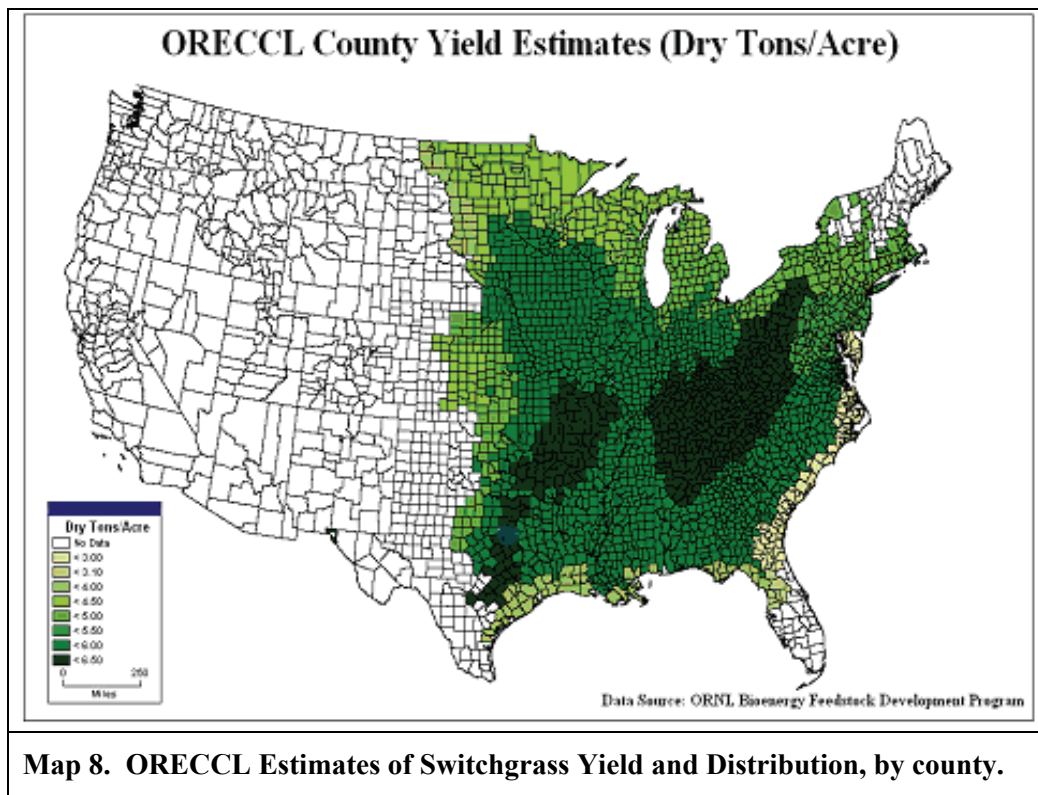 ORECCL County Yield Estimates (Dry Tons/Acre)
Dry Tons/Acre
No Data
< 3.00
< 3.10
< 4.00
< 4.50
< 5.00
< 5.50
< 6.00
< 6.50
0 250
Miles
Data Source: ORNL Bioenergy Feedstock Development Program
Map 8. ORECCL Estimates of Switchgrass Yield and Distribution, by county.